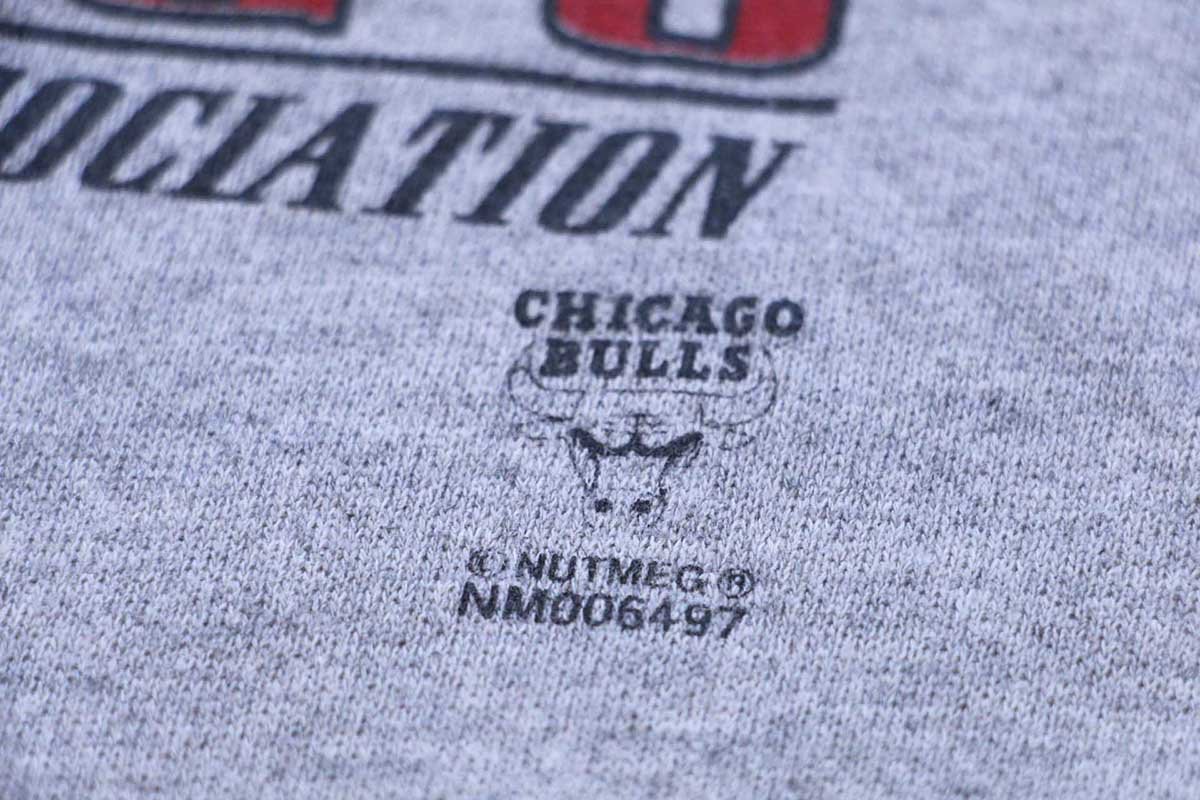 OCIATION
CHICAGO
BULLS
© NUTMEG ®
NM006497